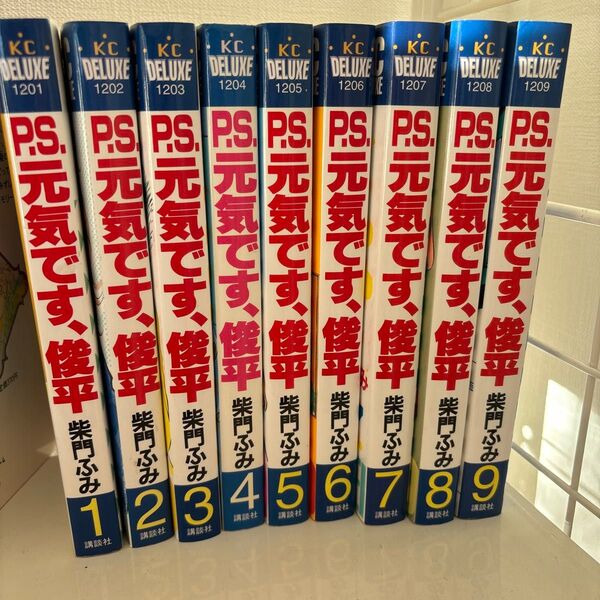 KC
DELUXE
1201
P.S.元気です、俊平
柴門ふみ
1
講談社
KC
DELUXE
1202
P.S.元気です、俊平
柴門ふみ
2
講談社
KC
DELUXE
1203
P.S.元気です、俊平
柴門ふみ
3
講談社
KC
DELUXE
1204
P.S.元気です、俊平
柴門ふみ
4
講談社
KC
DELUXE
1205
P.S.元気です、俊平
柴門ふみ
5
講談社
KC
DELUXE
1206
P.S.元気です、俊平
柴門ふみ
6
講談社
KC
DELUXE
1207
P.S.元気です、俊平
柴門ふみ
7
講談社
KC
DELUXE
1208
P.S.元気です、俊平
柴門ふみ
8
講談社
KC
DELUXE
1209
P.S.元気です、俊平
柴門ふみ
9
講談社